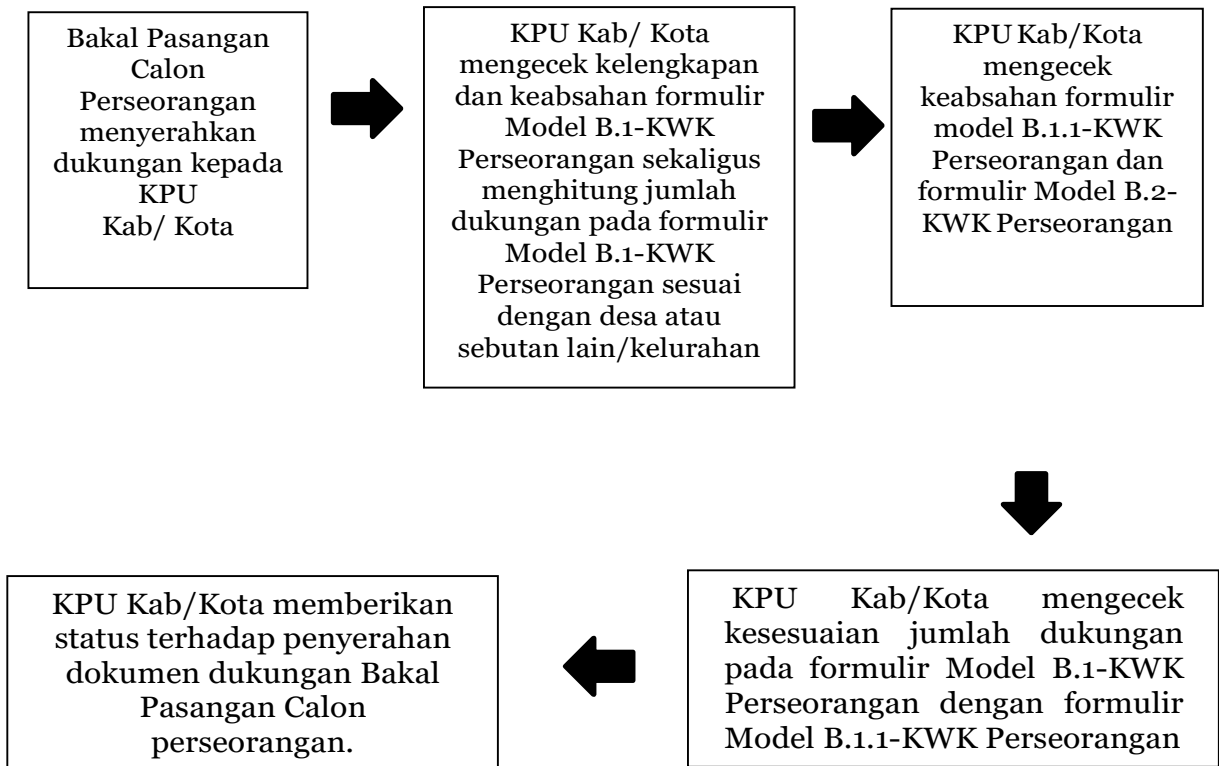 Bakal Pasangan
Calon
Perseorangan
menyerahkan
dukungan kepada
KPU
Kab/ Kota
KPU Kab/ Kota
mengecek kelengkapan
dan keabsahan formulir
Model B.1-KWK
Perseorangan sekaligus
menghitung jumlah
dukungan pada formulir
Model B.1-KWK
Perseorangan sesuai
dengan desa atau
sebutan lain/kelurahan
KPU Kab/Kota
mengecek
keabsahan formulir
model B.1.1-KWK
Perseorangan dan
formulir Model B.2-
KWK Perseorangan
KPU Kab/Kota mengecek
kesesuaian jumlah dukungan
pada formulir Model B.1-KWK
Perseorangan dengan formulir
Model B.1.1-KWK Perseorangan
KPU Kab/Kota memberikan
status terhadap penyerahan
dokumen dukungan Bakal
Pasangan Calon
perseorangan.